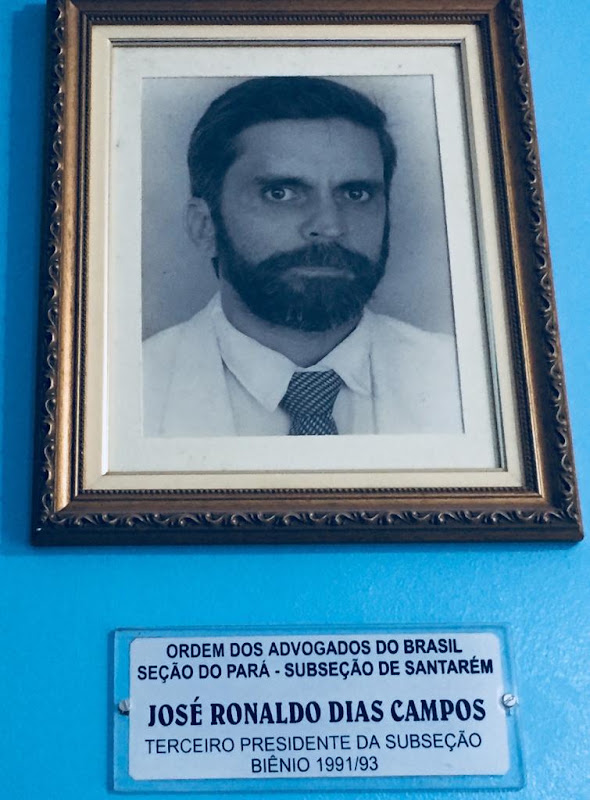 ORDEM DOS ADVOGADOS DO BRASIL
SEÇÃO DO PARÁ - SUBSEÇÃO DE SANTARÉM
JOSÉ RONALDO DIAS CAMPOS
TERCEIRO PRESIDENTE DA SUBSEÇÃO
BIÊNIO 1991/93